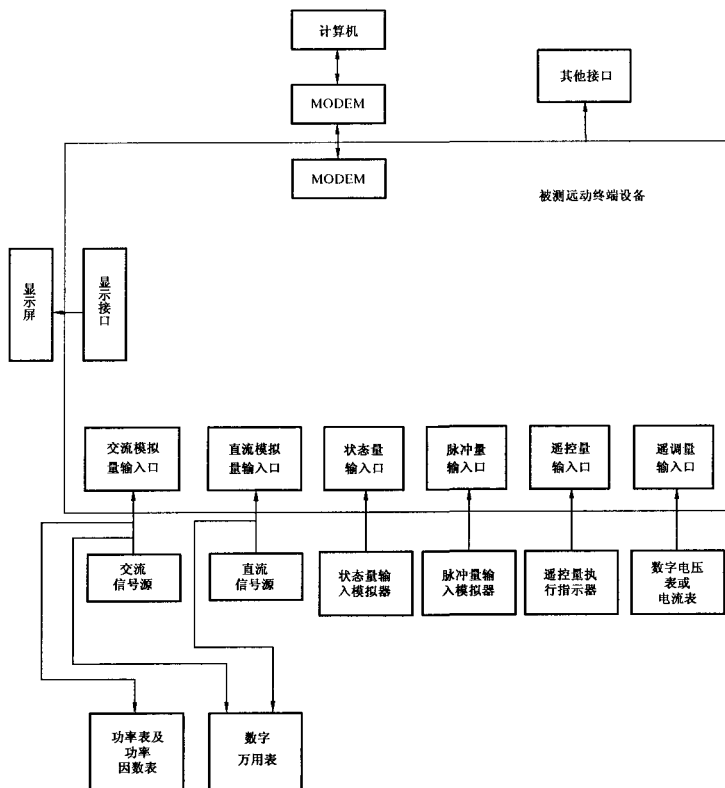 计算机
MODEM
其他接口
MODEM
被测远动终端设备
显示屏
显示接口
交流模拟
量输入口
直流模拟
量输入口
状态量
输入口
脉冲量
输入口
遥控量
输入口
遥调量
输入口
交流
信号源
直流
信号源
状态量输
入模拟器
脉冲量输
入模拟器
遥控量执
行指示器
数字电压
表或
电流表
功率表及
功率
因数表
数字
万用表